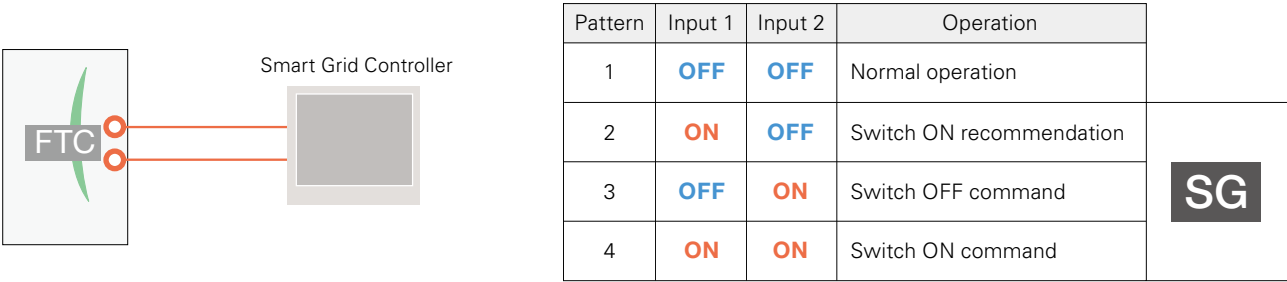 Smart Grid Controller
FTC
Pattern Input 1 Input 2 Operation
1 OFF OFF Normal operation
2 ON OFF Switch ON recommendation
3 OFF ON Switch OFF command
4 ON ON Switch ON command
SG